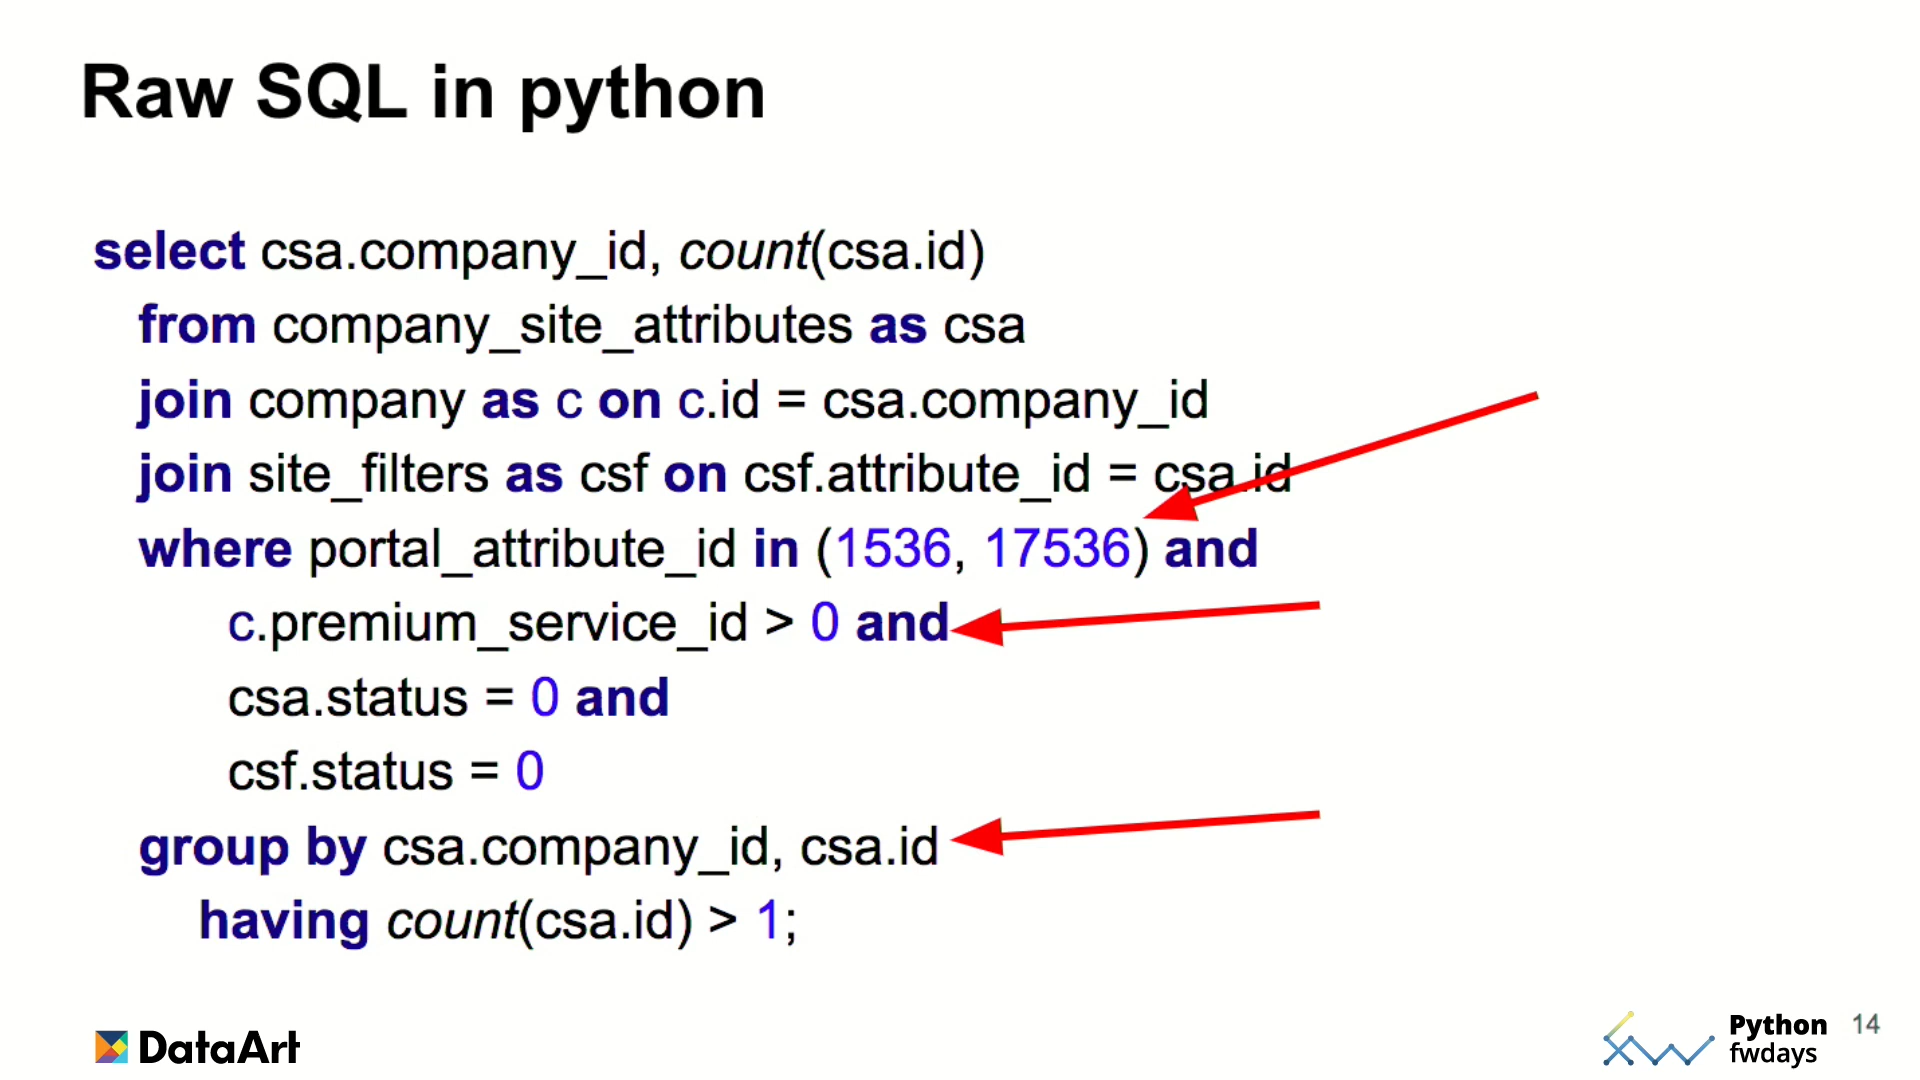 Raw SQL in python
select csa.company_id, count(csa.id)
from company_site_attributes as csa
join company as c on c.id = csa.company_id
join site_filters as csf on csf.attribute_id = csa.id
where portal_attribute_id in (1536, 17536) and
c.premium_service_id > 0 and
csa.status = 0 and
csf.status = 0
group by csa.company_id, csa.id
having count(csa.id) > 1;
DataArt
Python
fwdays
14